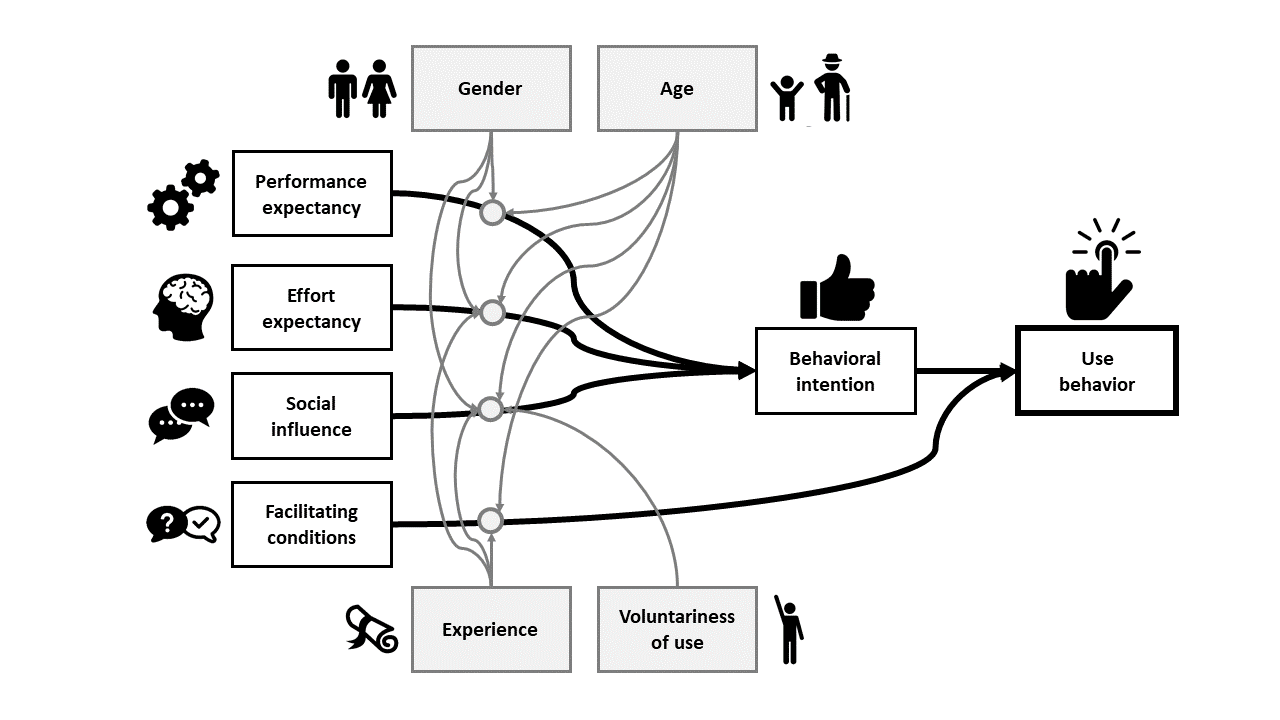 Gender
Age
Performance
expectancy
Effort
expectancy
Behavioral
intention
Use
behavior
Social
influence
?
Facilitating
conditions
Experience
Voluntariness
of use